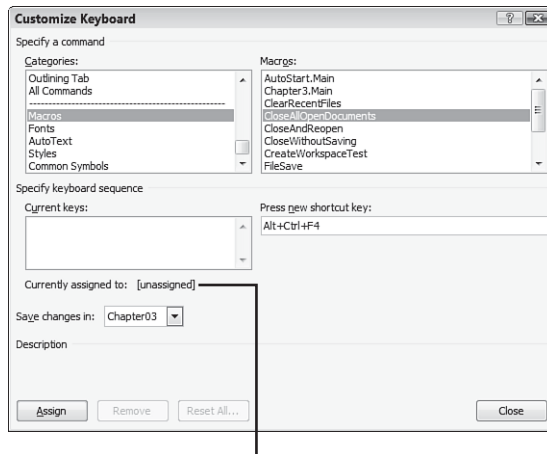 Customize Keyboard
Specify a command
Categories:
Outlining Tab
All Commands
Macros
Fonts
AutoText
Styles
Common Symbols
Macros:
AutoStart.Main
Chapter3.Main
ClearRecentFiles
CloseAllOpenDocuments
CloseAndReopen
CloseWithoutSaving
CreateWorkspaceTest
FileSave
Specify keyboard sequence
Current keys:
Press new shortcut key:
Alt+Ctrl+F4
Currently assigned to: [unassigned]
Save changes in: Chapter03
Description
Assign Remove Reset All... Close